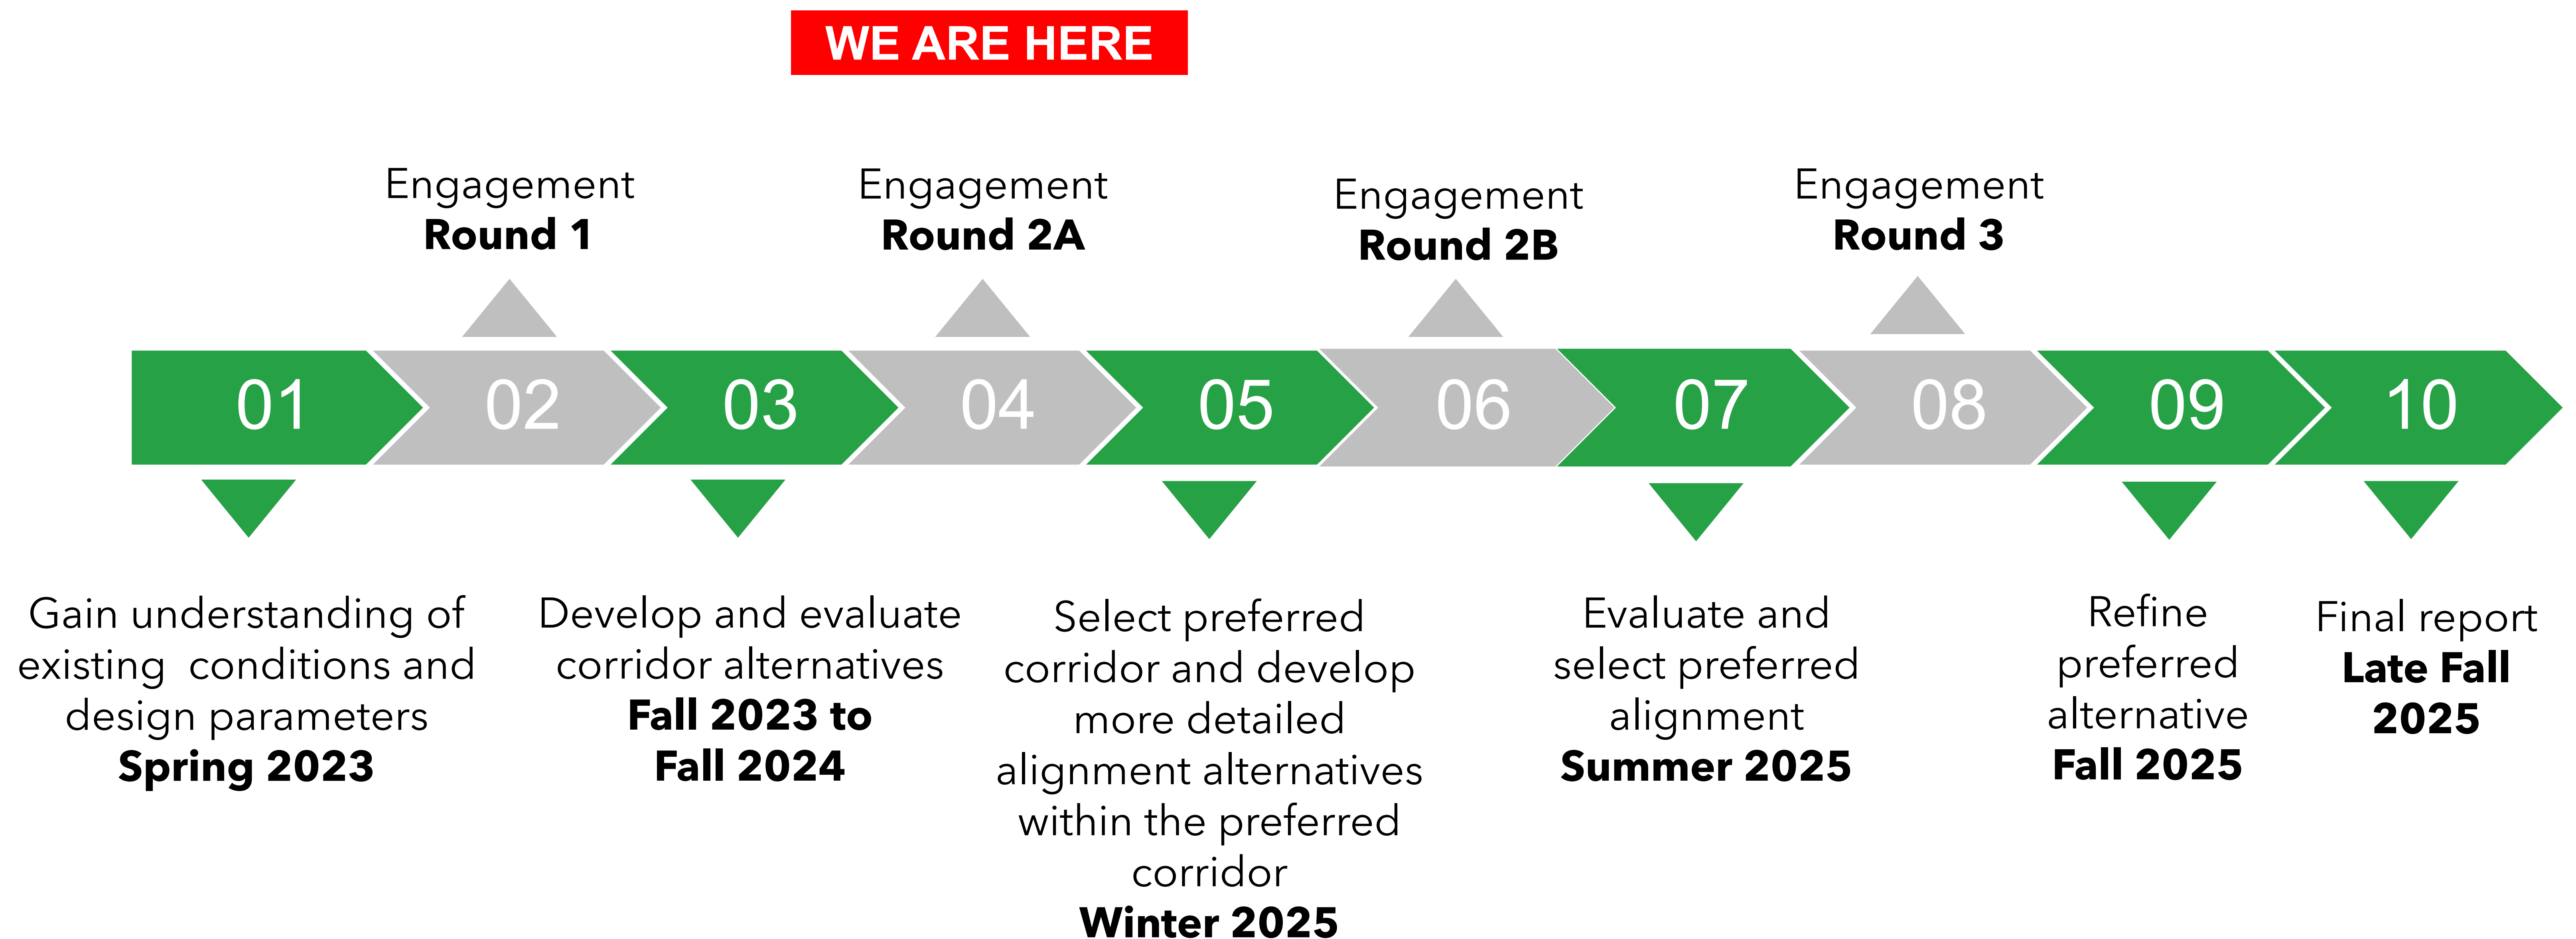 WE ARE HERE
Engagement
Round 1
Engagement
Round 2A
Engagement
Round 2B
Engagement
Round 3
01
02
03
04
05
06
07
08
09
10
Gain understanding of
existing conditions and
design parameters
Spring 2023
Develop and evaluate
corridor alternatives
Fall 2023 to
Fall 2024
Select preferred
corridor and develop
more detailed
alignment alternatives
within the preferred
corridor
Winter 2025
Evaluate and
select preferred
alignment
Summer 2025
Refine
preferred
alternative
Fall 2025
Final report
Late Fall
2025